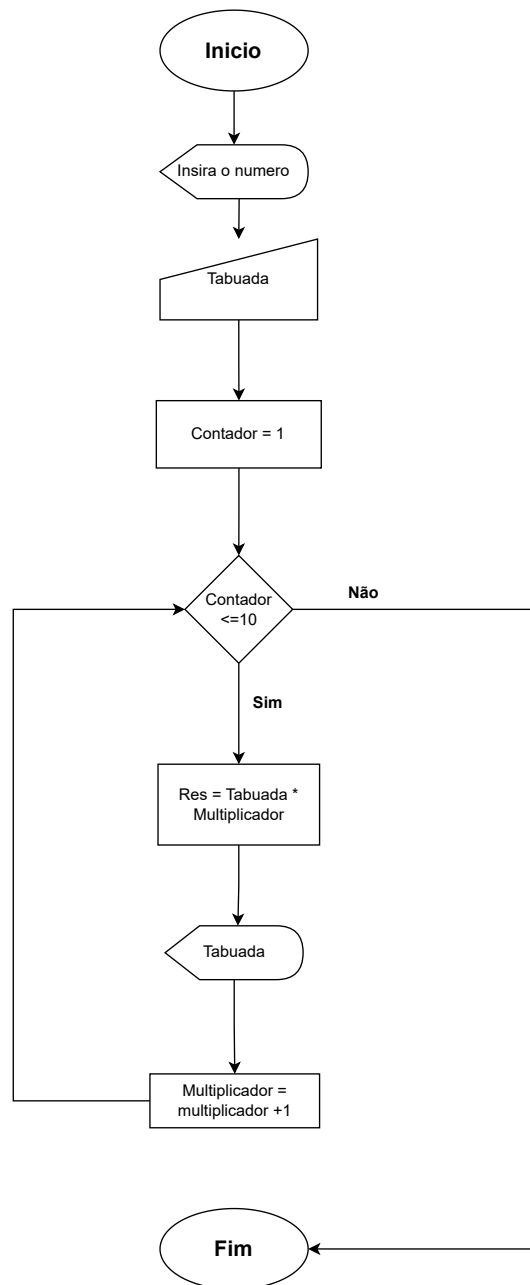 Inicio
Insira o numero
Tabuada
Contador = 1
Contador
<=10
Não
Sim
Res = Tabuada *
Multiplicador
Tabuada
Multiplicador =
multiplicador +1
Fim